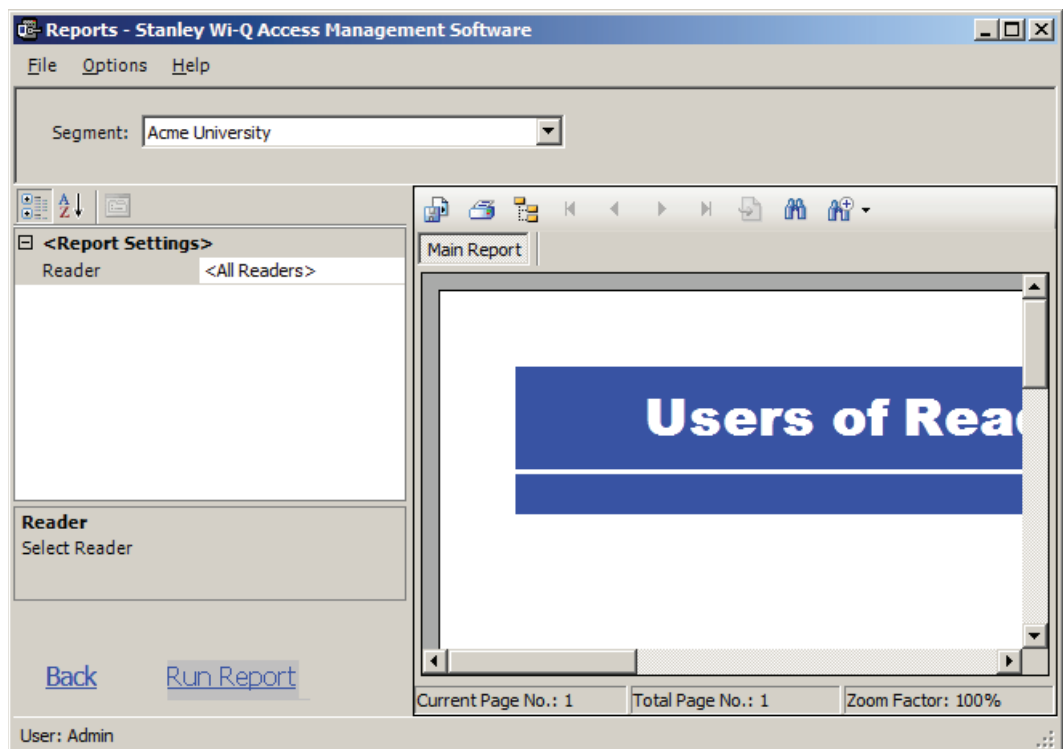 Reports - Stanley Wi-Q Access Management Software
File Options Help
Segment: Acme University
Main Report
<Report Settings>
Reader <All Readers>
Users of
Reader
Select Reader
Back Run Report
Current Page No.: 1 Total Page No.: 1 Zoom Factor: 100%
User: Admin